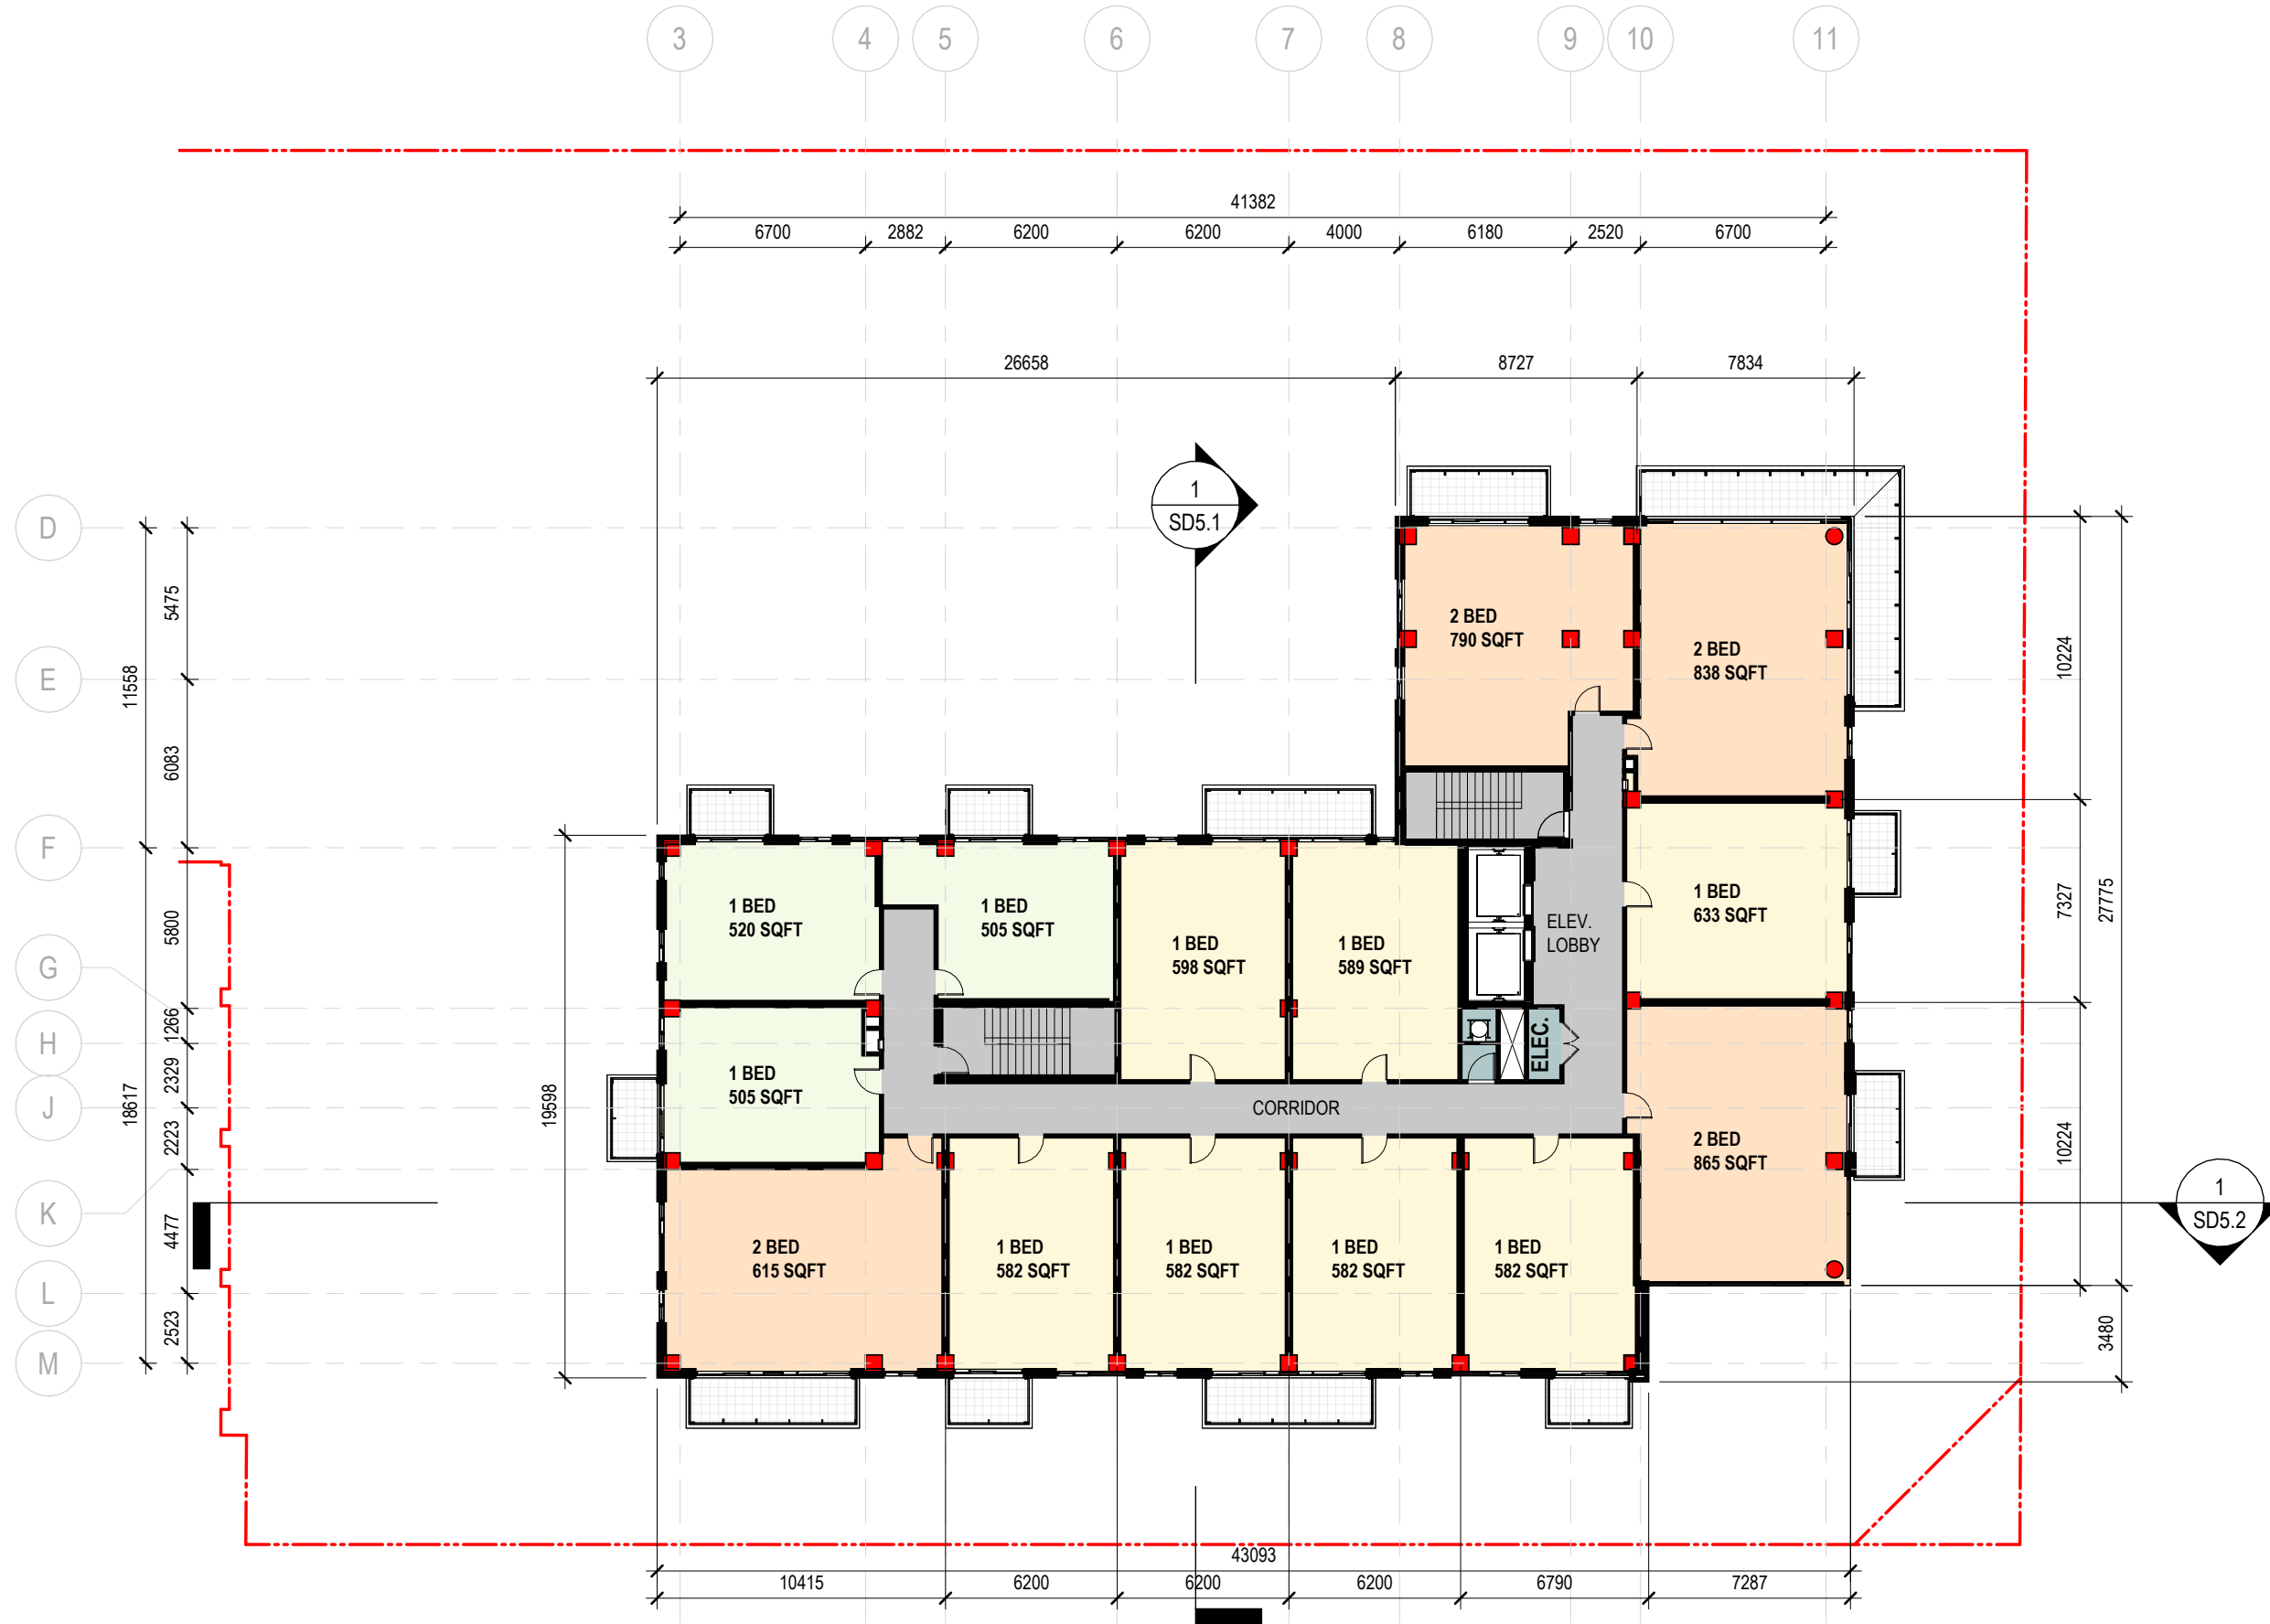 3
4
5
6
7
8
9
10
11
41382
6700
2882
6200
6200
4000
6180
2520
6700
26658
8727
7834
1
SD5.1
D
E
F
G
H
J
K
L
M
11558
18617
5475
6083
5800
1266
2329
2223
4477
2523
19598
2 BED
790 SQFT
2 BED
838 SQFT
1 BED
520 SQFT
1 BED
505 SQFT
1 BED
598 SQFT
1 BED
589 SQFT
ELEV.
LOBBY
1 BED
633 SQFT
1 BED
505 SQFT
ELEC.
CORRIDOR
2 BED
865 SQFT
2 BED
615 SQFT
1 BED
582 SQFT
1 BED
582 SQFT
1 BED
582 SQFT
1 BED
582 SQFT
10224
7327
10224
27775
3480
1
SD5.2
43093
10415
6200
6200
6200
6790
7287